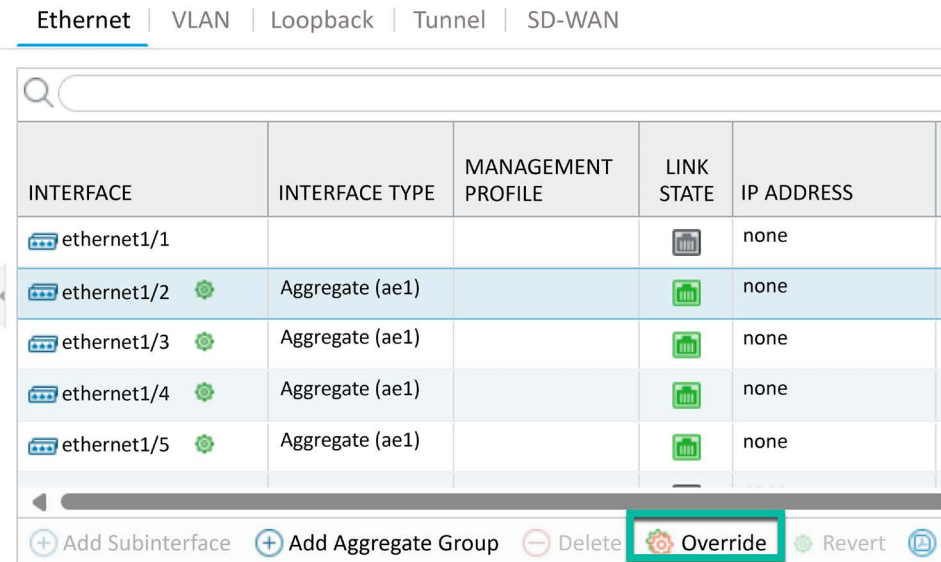 Ethernet VLAN Loopback Tunnel SD-WAN
INTERFACE INTERFACE TYPE MANAGEMENT PROFILE LINK STATE IP ADDRESS
ethernet1/1 none
ethernet1/2 Aggregate (ae1) none
ethernet1/3 Aggregate (ae1) none
ethernet1/4 Aggregate (ae1) none
ethernet1/5 Aggregate (ae1) none
Add Subinterface Add Aggregate Group Delete Override Revert